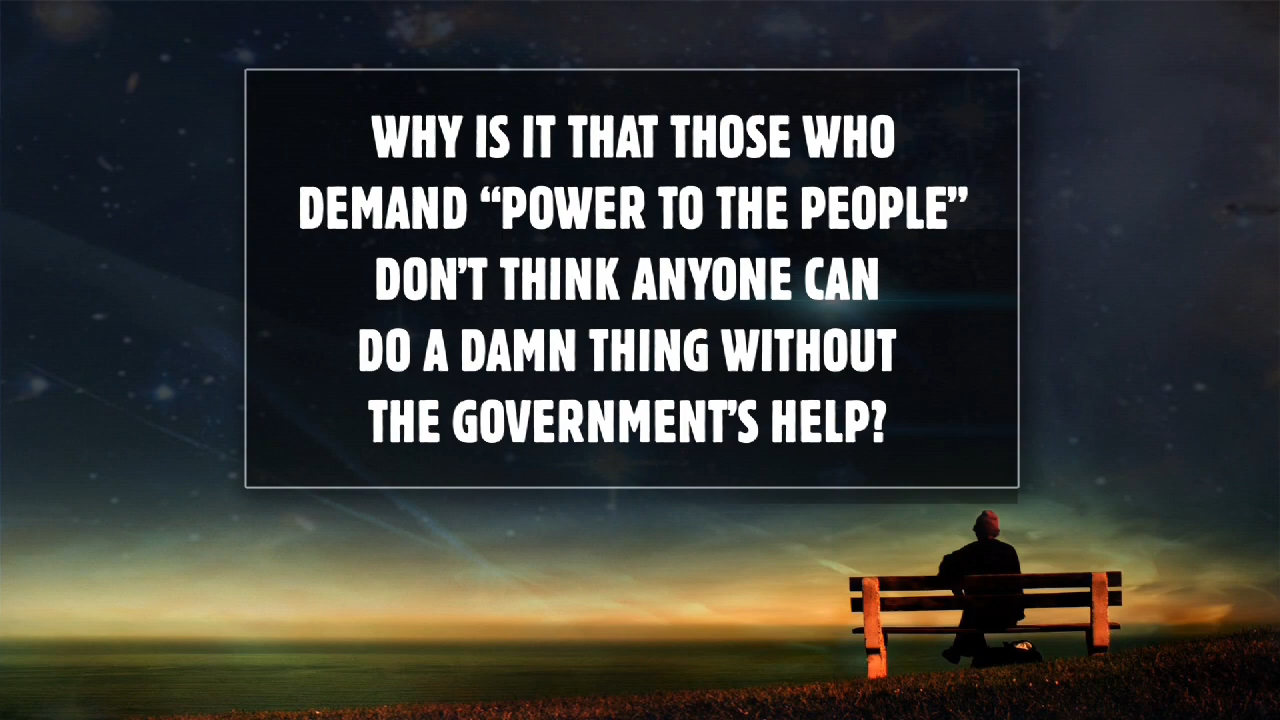 WHY IS IT THAT THOSE WHO
DEMAND “POWER TO THE PEOPLE”
DON’T THINK ANYONE CAN
DO A DAMN THING WITHOUT
THE GOVERNMENT’S HELP?